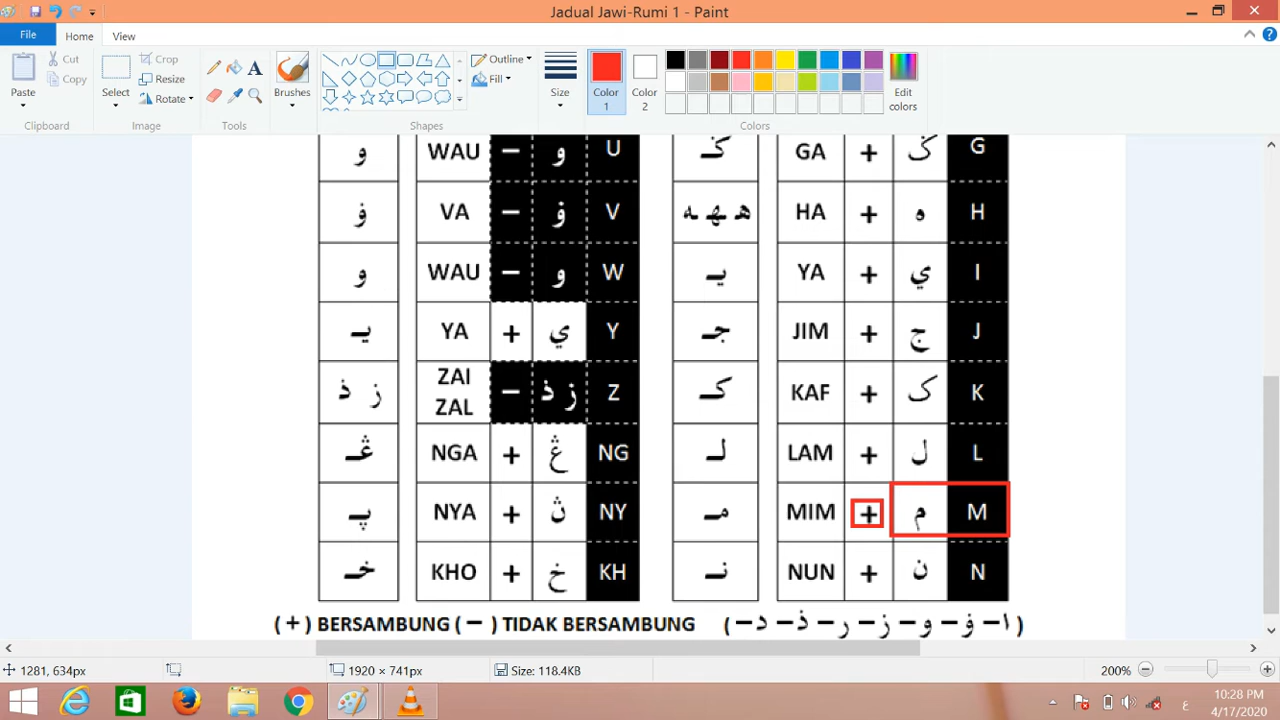 Jadual Jawi-Rumi 1 - Paint
File Home View
Paste Cut Copy Select Crop Resize Rotate Brushes Outline Fill Size Color 1 Color 2 Edit colors
Clipboard Image Tools Shapes Colors
و WAU − و U ڬـ GA + ڬ G
ۏ VA − ۏ V هـ ـهـ ـه HA + ه H
و WAU − و W يـ YA + ي I
يـ YA + ي Y جـ JIM + ج J
ز ذ ZAI ZAL − ز ذ Z کـ KAF + ک K
ڠـ NGA + ڠ NG لـ LAM + ل L
پـ NYA + ڽ NY مـ MIM + م M
خـ KHO + خ KH نـ NUN + ن N
(+) BERSAMBUNG (−) TIDAK BERSAMBUNG (ا – ۏ – و – ز – ر – ذ – د –)
1281, 634px 1920 × 741px Size: 118.4KB 200%
10:28 PM
4/17/2020
ع